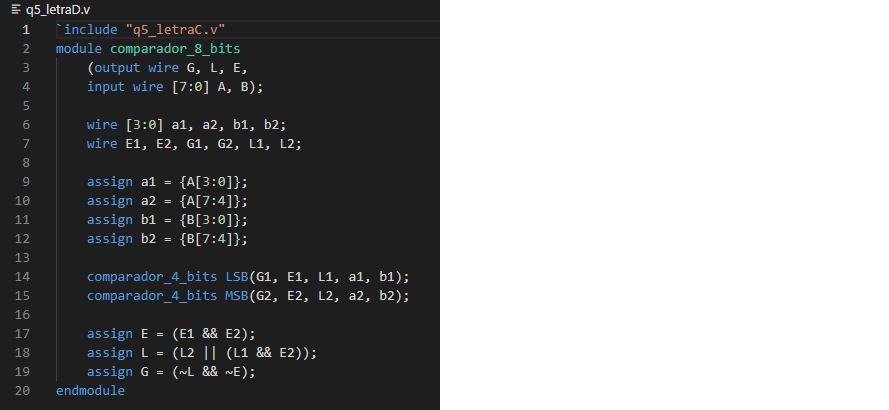 q5_letraD.v
1 `include "q5_letraC.v"
2 module comparador_8_bits
3 (output wire G, L, E,
4 input wire [7:0] A, B);
5
6 wire [3:0] a1, a2, b1, b2;
7 wire E1, E2, G1, G2, L1, L2;
8
9 assign a1 = {A[3:0]};
10 assign a2 = {A[7:4]};
11 assign b1 = {B[3:0]};
12 assign b2 = {B[7:4]};
13
14 comparador_4_bits LSB(G1, E1, L1, a1, b1);
15 comparador_4_bits MSB(G2, E2, L2, a2, b2);
16
17 assign E = (E1 && E2);
18 assign L = (L2 || (L1 && E2));
19 assign G = (~L && ~E);
20 endmodule